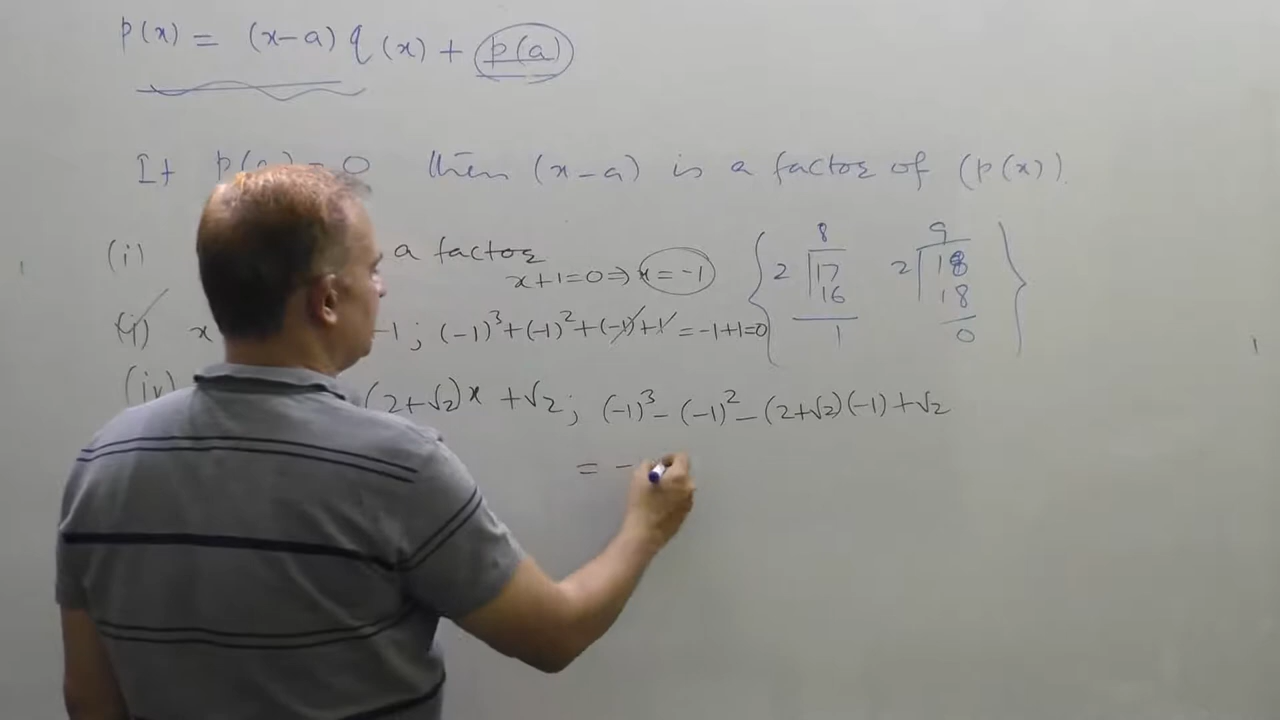 p(x) = (x-a) q(x) + p(a)
If p( = 0 then (x-a) is a factor of (p(x)).
(i) a factor
x+1=0 ⇒ x=-1
8 9
2 17 2 18
16 18
1 0
(i) x -1 ; (-1)³+(-1)²+(-1)+1 = -1+1=0
(iv) (2+√2)x + √2 ; (-1)³-(-1)²-(2+√2)(-1)+√2
= -